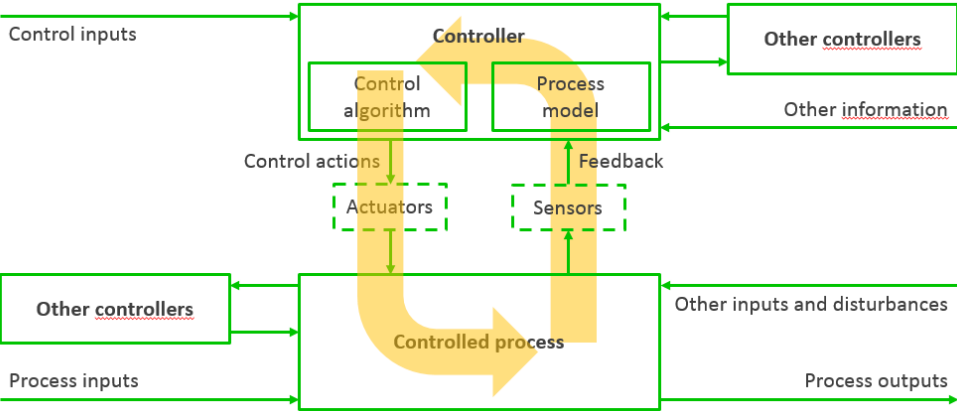 Control inputs
Controller
Other controllers
Control
algorithm
Process
model
Other information
Control actions
Feedback
Actuators
Sensors
Other controllers
Other inputs and disturbances
Controlled process
Process inputs
Process outputs